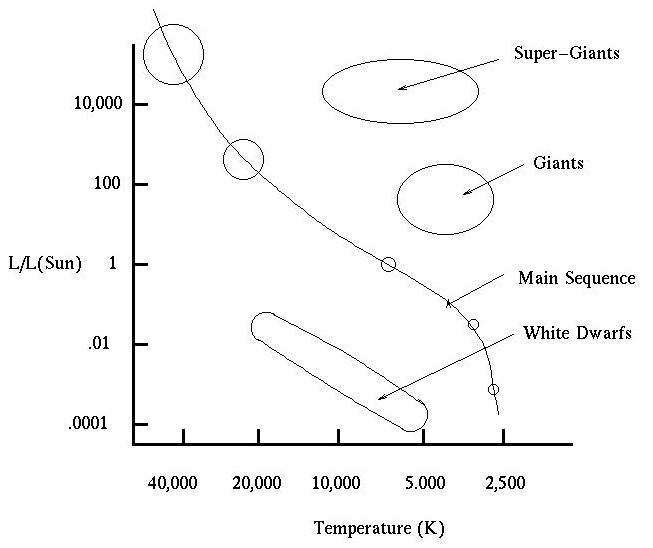 Super-Giants
10,000
Giants
100
L/L(Sun)
1
Main Sequence
White Dwarfs
.01
.0001
40,000
20,000
10,000
5.000
2,500
Temperature (K)